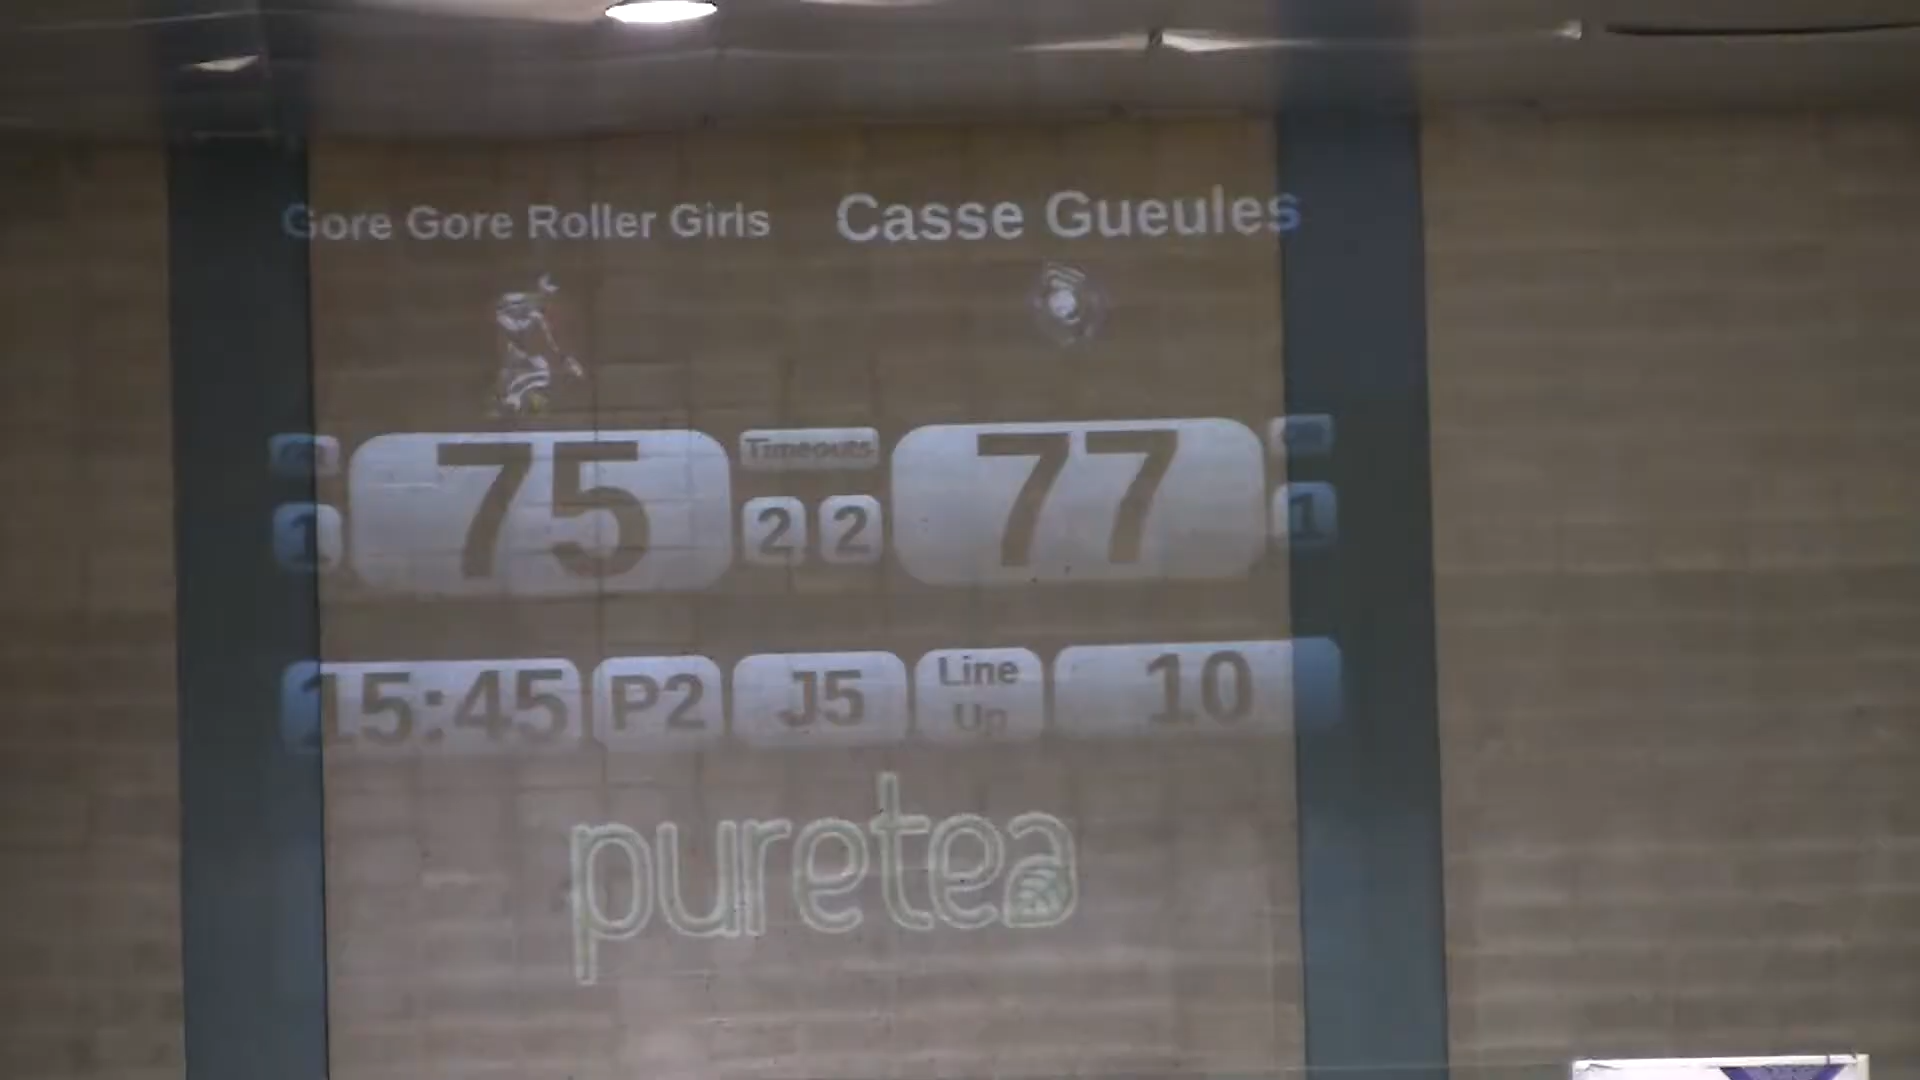 Gore Gore Roller Girls
Casse Gueules
75
Timeouts
77
1
2
2
1
15:45
P2
J5
Line
Up
10
puretea